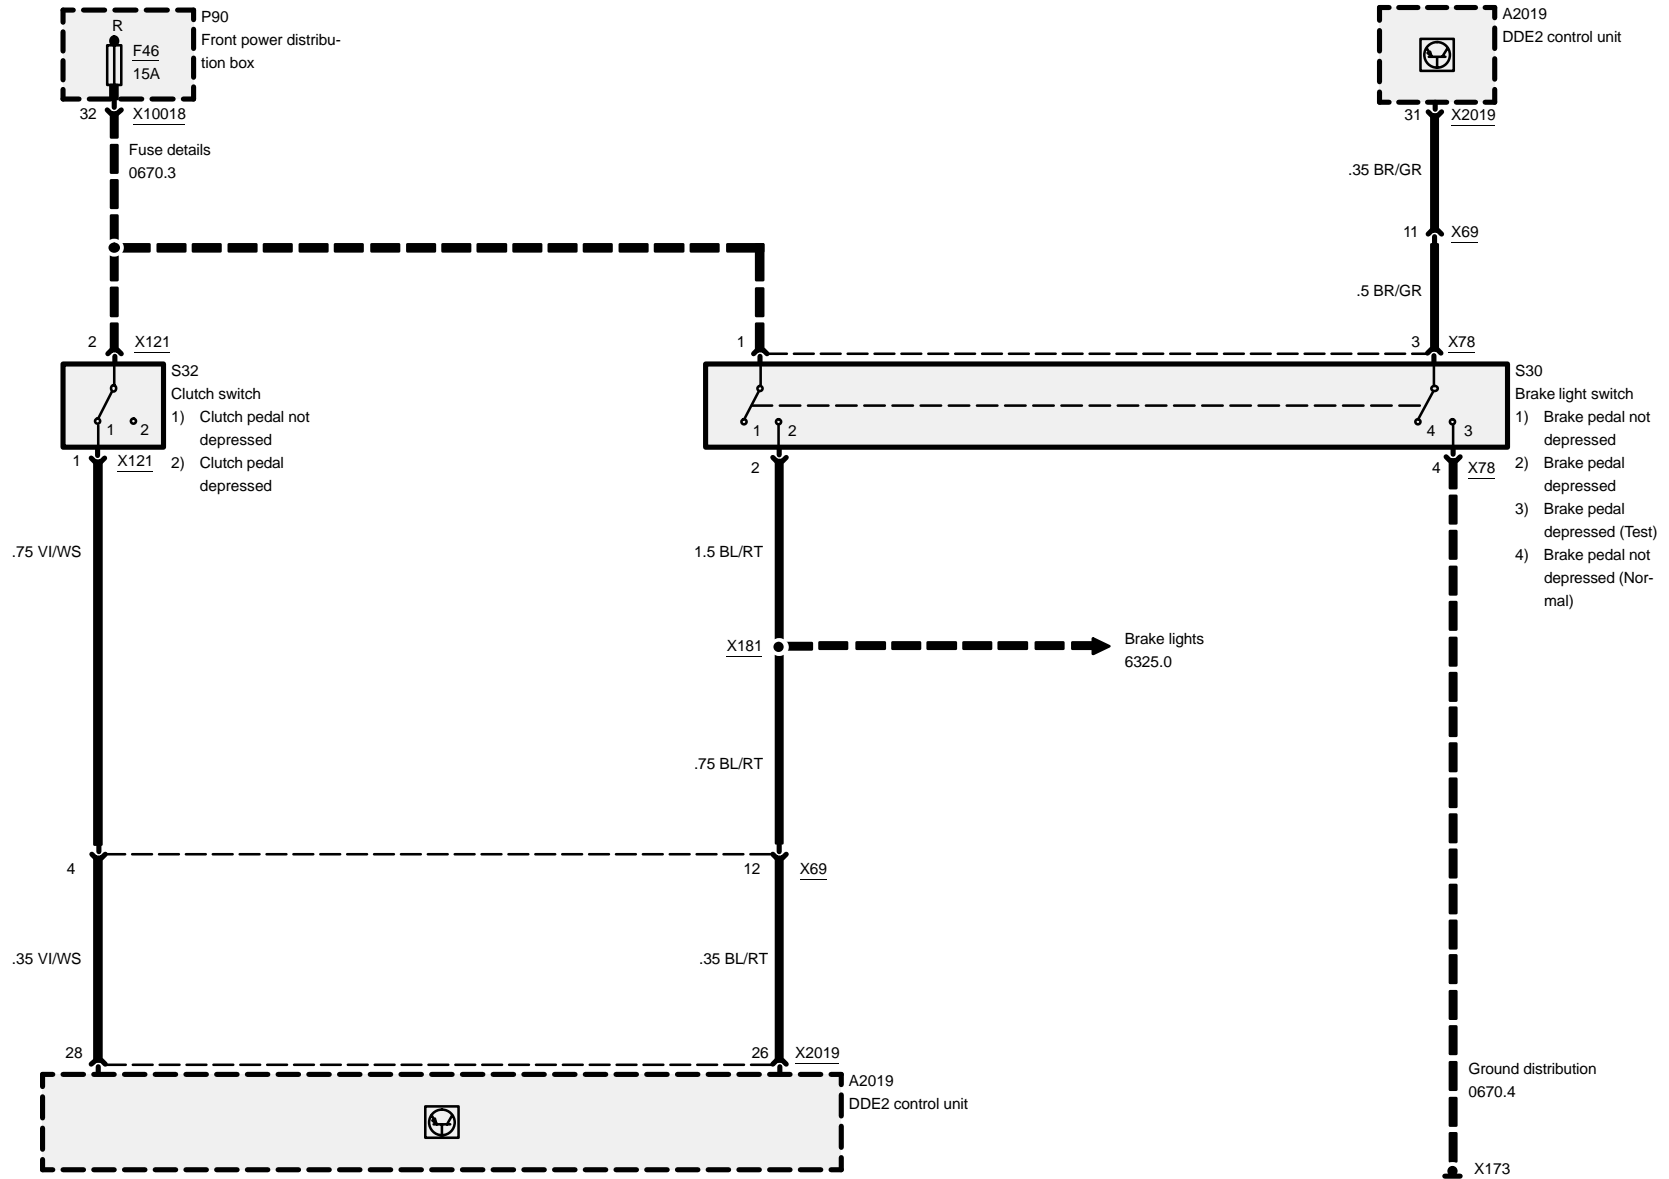 P90
R
Front power distribu-
F46
tion box
15A
32
X10018
Fuse details
0670.3
A2019
DDE2 control unit
31
X2019
.35 BR/GR
11
X69
.5 BR/GR
2
X121
1
3
X78
S32
Clutch switch
1) Clutch pedal not
depressed
2) Clutch pedal
depressed
1
2
1
X121
1
2
4
3
S30
Brake light switch
1) Brake pedal not
depressed
2) Brake pedal
depressed
3) Brake pedal
depressed (Test)
4) Brake pedal not
depressed (Nor-
mal)
2
4
X78
.75 VI/WS
1.5 BL/RT
X181
Brake lights
6325.0
.75 BL/RT
4
12
X69
.35 VI/WS
.35 BL/RT
28
26
X2019
A2019
DDE2 control unit
Ground distribution
0670.4
X173